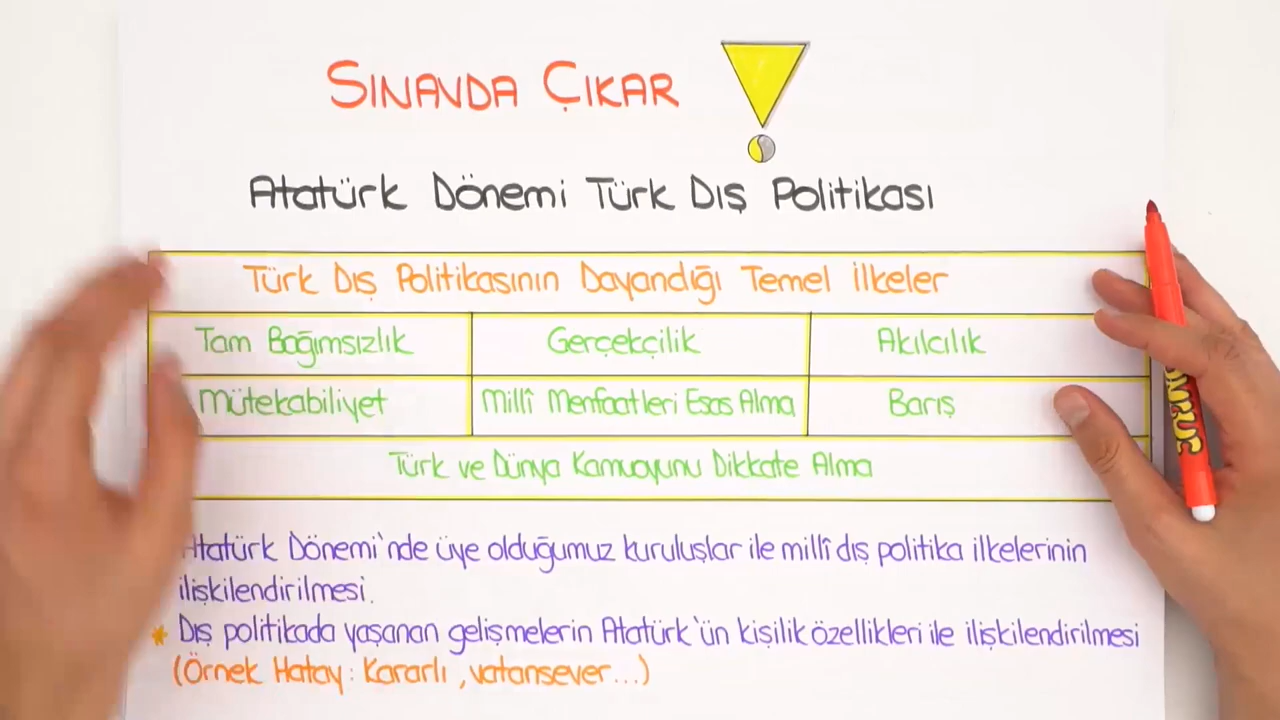 SINAVDA ÇIKAR
Atatürk Dönemi Türk Dış Politikası
Türk Dış Politikasının Dayandığı Temel İlkeler
Tam Bağımsızlık Gerçekçilik Akılcılık
Mütekabiliyet Millî Menfaatleri Esas Alma Barış
Türk ve Dünya Kamuoyunu Dikkate Alma
Atatürk Dönemi'nde üye olduğumuz kuruluşlar ile millî dış politika ilkelerinin
ilişkilendirilmesi.
* Dış politikada yaşanan gelişmelerin Atatürk'ün kişilik özellikleri ile ilişkilendirilmesi
(Örnek Hatay: Kararlı, vatansever...)